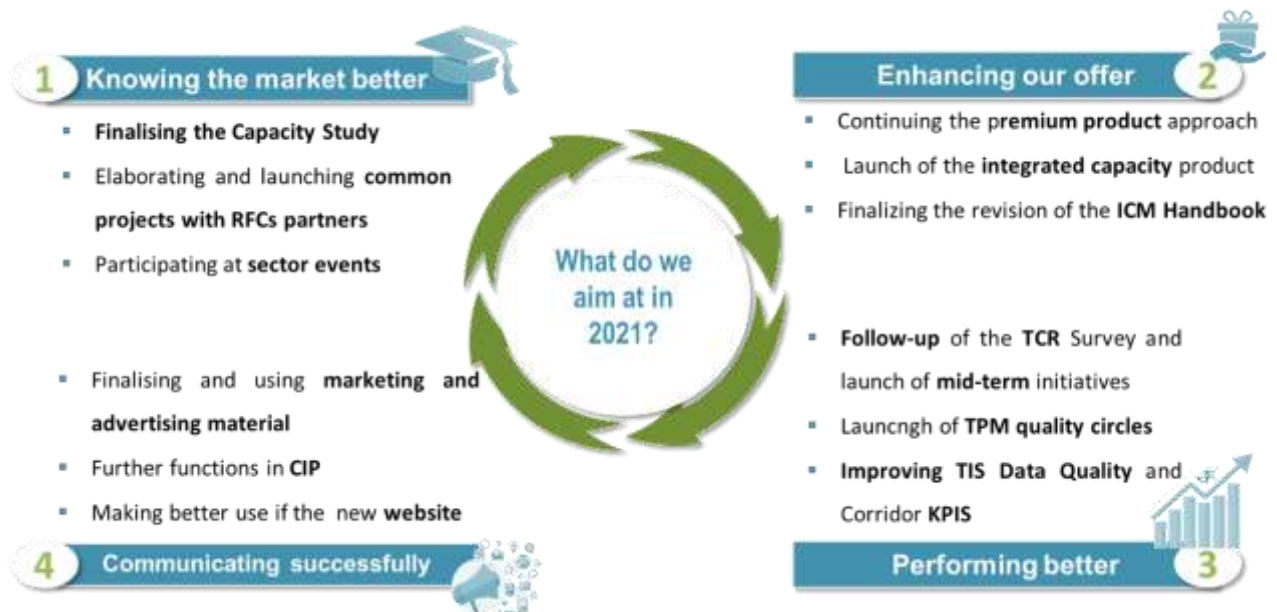 1 Knowing the market better
Finalising the Capacity Study
Elaborating and launching common
projects with RFCs partners
Participating at sector events
Enhancing our offer 2
Continuing the premium product approach
Launch of the integrated capacity product
Finalizing the revision of the ICM Handbook
What do we
aim at in
2021?
Follow-up of the TCR Survey and
launch of mid-term initiatives
Launcngh of TPM quality circles
Improving TIS Data Quality and
Corridor KPIS
Performing better 3
Finalising and using marketing and
advertising material
Further functions in CIP
Making better use if the new website
4 Communicating successfully